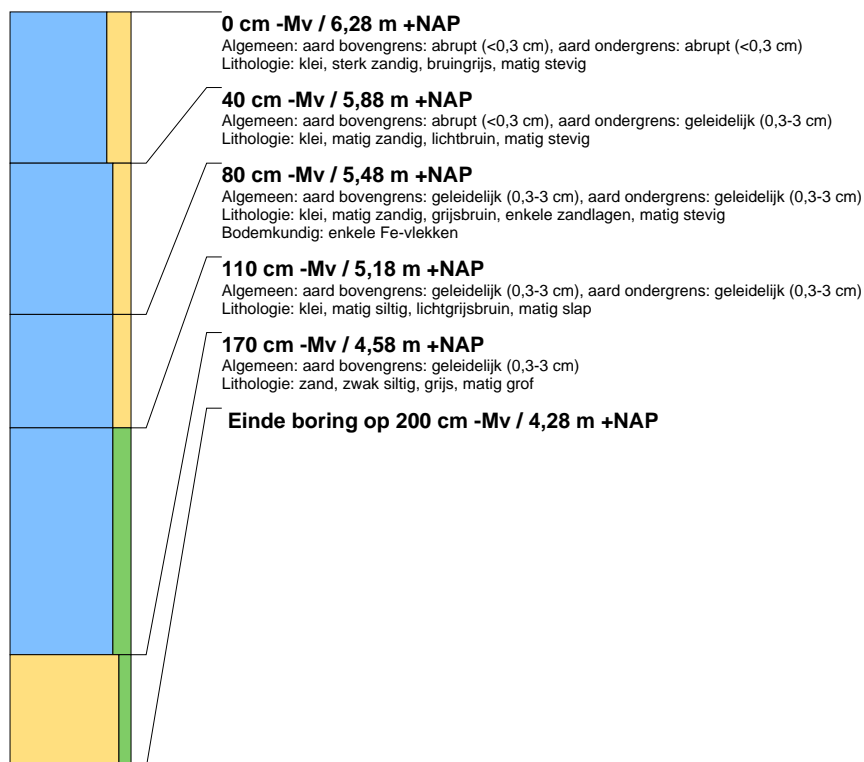 0 cm -Mv / 6,28 m +NAP
Algemeen: aard bovengrens: abrupt (<0,3 cm), aard ondergrens: abrupt (<0,3 cm)
Lithologie: klei, sterk zandig, bruingrijs, matig stevig
40 cm -Mv / 5,88 m +NAP
Algemeen: aard bovengrens: abrupt (<0,3 cm), aard ondergrens: geleidelijk (0,3-3 cm)
Lithologie: klei, matig zandig, lichtbruin, matig stevig
80 cm -Mv / 5,48 m +NAP
Algemeen: aard bovengrens: geleidelijk (0,3-3 cm), aard ondergrens: geleidelijk (0,3-3 cm)
Lithologie: klei, matig zandig, grijsbruin, enkele zandlagen, matig stevig
Bodemkundig: enkele Fe-vlekken
110 cm -Mv / 5,18 m +NAP
Algemeen: aard bovengrens: geleidelijk (0,3-3 cm), aard ondergrens: geleidelijk (0,3-3 cm)
Lithologie: klei, matig siltig, lichtgrijsbruin, matig slap
170 cm -Mv / 4,58 m +NAP
Algemeen: aard bovengrens: geleidelijk (0,3-3 cm)
Lithologie: zand, zwak siltig, grijs, matig grof
Einde boring op 200 cm -Mv / 4,28 m +NAP